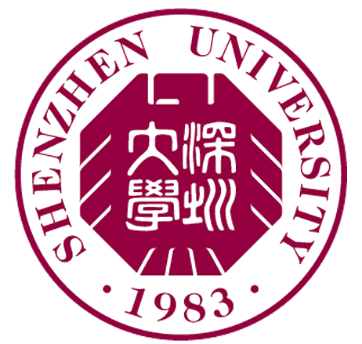 SHENZHEN UNIVERSITY
深圳
大學
· 1983 ·